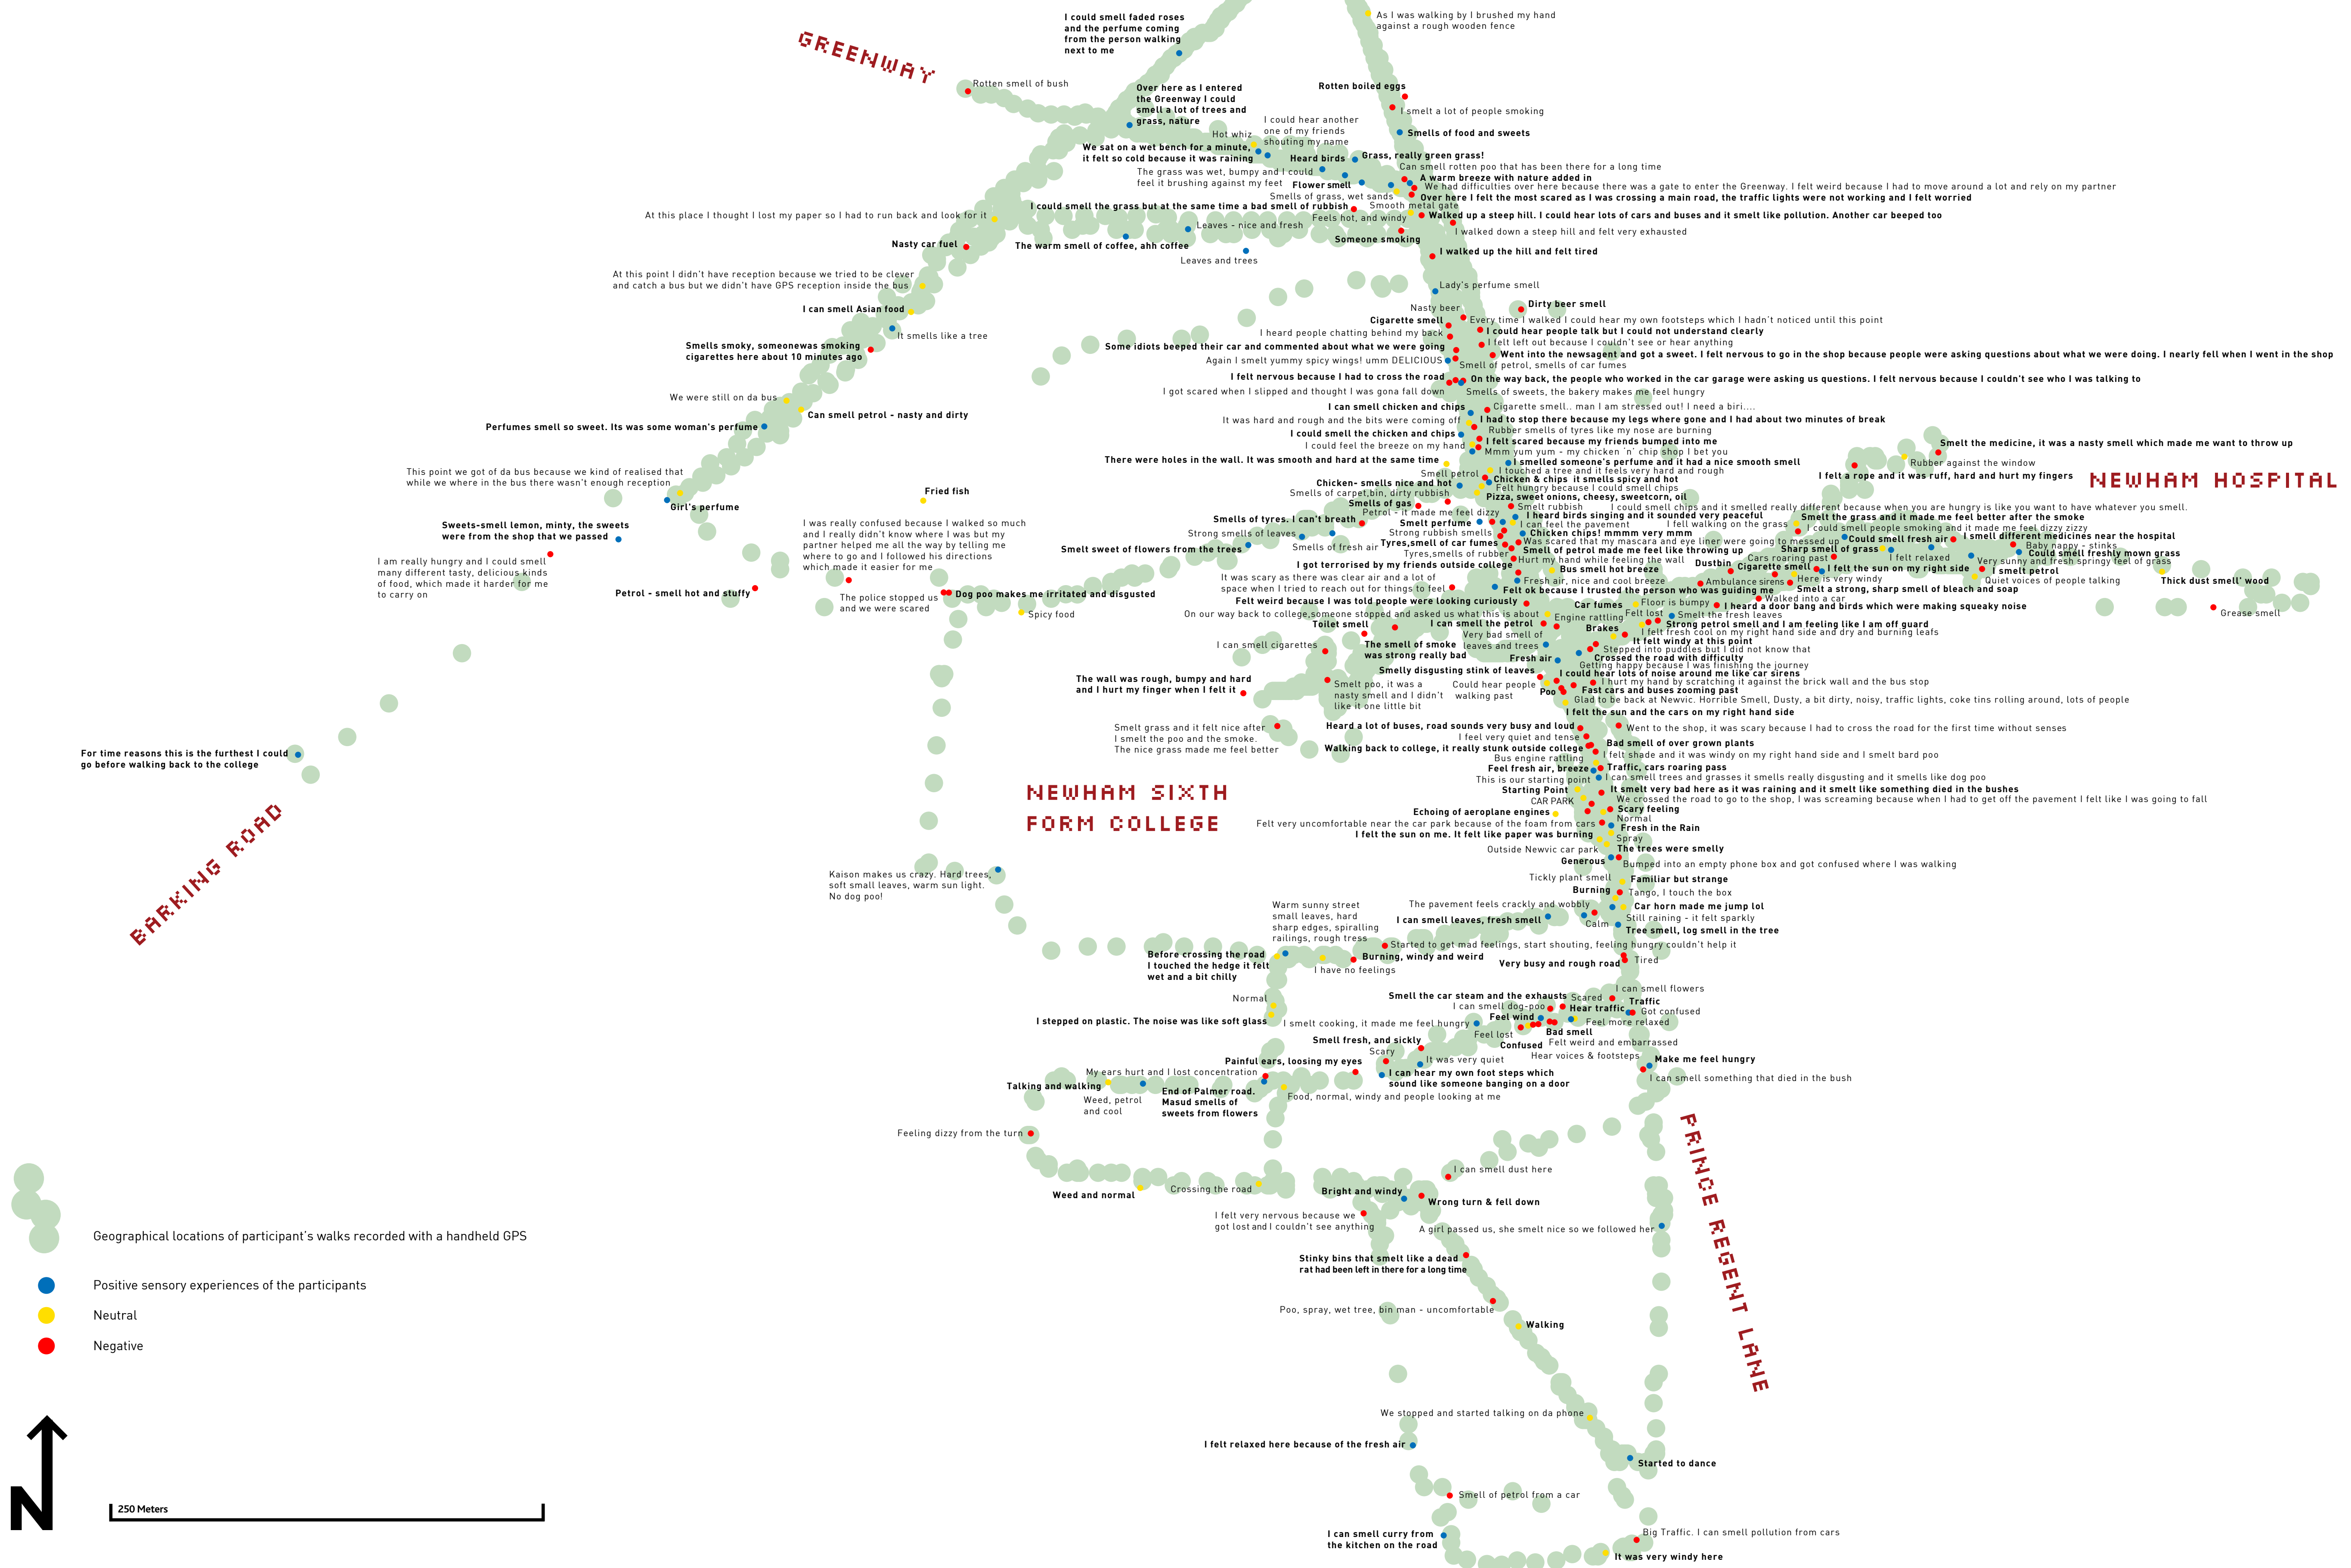 I could smell faded roses
and the perfume coming
from the person walking
next to me
As I was walking by I brushed my hand
against a rough wooden fence
GREENWAY
Rotten smell of bush
Over here as I entered
the Greenway I could
smell a lot of trees and
grass, nature
Rotten boiled eggs
I smelt a lot of people smoking
Smells of food and sweets
I could hear another
one of my friends
shouting my name
Hot whiz
We sat on a wet bench for a minute,
it felt so cold because it was raining
Heard birds
Grass, really green grass!
Can smell rotten poo that has been there for a long time
The grass was wet, bumpy and I could
feel it brushing against my feet
Flower smell
A warm breeze with nature added in
We had difficulties over here because there was a gate to enter the Greenway. I felt weird because I had to move around a lot and rely on my partner
Smells of grass, wet sands
Over here I felt the most scared as I was crossing a main road, the traffic lights were not working and I felt worried
I could smell the grass but at the same time a bad smell of rubbish
Smooth metal gate
At this place I thought I lost my paper so I had to run back and look for it
Feels hot, and windy
Walked up a steep hill. I could hear lots of cars and buses and it smelt like pollution. Another car beeped too
Leaves - nice and fresh
I walked down a steep hill and felt very exhausted
Nasty car fuel
The warm smell of coffee, ahh coffee
Someone smoking
Leaves and trees
I walked up the hill and felt tired
At this point I didn't have reception because we tried to be clever
and catch a bus but we didn't have GPS reception inside the bus
Lady's perfume smell
I can smell Asian food
Nasty beer
Dirty beer smell
Cigarette smell
Every time I walked I could hear my own footsteps which I hadn't noticed until this point
It smells like a tree
I heard people chatting behind my back
I could hear people talk but I could not understand clearly
Smells smoky, someonewas smoking
cigarettes here about 10 minutes ago
Some idiots beeped their car and commented about what we were going
I felt left out because I couldn't see or hear anything
Again I smelt yummy spicy wings! umm DELICIOUS
Went into the newsagent and got a sweet. I felt nervous to go in the shop because people were asking questions about what we were doing. I nearly fell when I went in the shop
Smell of petrol, smells of car fumes
I felt nervous because I had to cross the road
On the way back, the people who worked in the car garage were asking us questions. I felt nervous because I couldn't see who I was talking to
I got scared when I slipped and thought I was gona fall down
Smells of sweets, the bakery makes me feel hungry
We were still on da bus
I can smell chicken and chips
Cigarette smell.. man I am stressed out! I need a biri....
Can smell petrol - nasty and dirty
It was hard and rough and the bits were coming off
I had to stop there because my legs where gone and I had about two minutes of break
Perfumes smell so sweet. Its was some woman's perfume
I could smell the chicken and chips
Rubber smells of tyres like my nose are burning
I could feel the breeze on my hand
I felt scared because my friends bumped into me
Mmm yum yum - my chicken 'n' chip shop I bet you
Smelt the medicine, it was a nasty smell which made me want to throw up
There were holes in the wall. It was smooth and hard at the same time
I smelled someone's perfume and it had a nice smooth smell
Rubber against the window
This point we got of da bus because we kind of realised that
while we where in the bus there wasn't enough reception
Smell petrol
I touched a tree and it feels very hard and rough
I felt a rope and it was ruff, hard and hurt my fingers
NEWHAM HOSPITAL
Chicken- smells nice and hot
Chicken & chips it smells spicy and hot
Fried fish
Smells of carpet,bin, dirty rubbish
Felt hungry because I could smell chips
Girl's perfume
Smells of gas
Pizza, sweet onions, cheesy, sweetcorn, oil
Petrol - it made me feel dizzy
Smelt rubbish
I could smell chips and it smelled really different because when you are hungry is like you want to have whatever you smell.
Sweets-smell lemon, minty, the sweets
were from the shop that we passed
I was really confused because I walked so much
and I really didn't know where I was but my
partner helped me all the way by telling me
where to go and I followed his directions
which made it easier for me
Smells of tyres. I can't breath
Smelt perfume
I heard birds singing and it sounded very peaceful
Smelt the grass and it made me feel better after the smoke
I can feel the pavement
I fell walking on the grass
I could smell people smoking and it made me feel dizzy dizzy
Strong smells of leaves
Strong rubbish smells
Chicken chips! mmmm very mmm
Could smell fresh air
I smell different medicines near the hospital
Smelt sweet of flowers from the trees
Smells of fresh air
Tyres,smell of car fumes
Was scared that my mascara and eye liner were going to messed up
Sharp smell of grass
Baby nappy - stinks
Tyres,smells of rubber
Smell of petrol made me feel like throwing up
Cars roaring past
I felt relaxed
Could smell freshly mown grass
I am really hungry and I could smell
many different tasty, delicious kinds
of food, which made it harder for me
to carry on
I got terrorised by my friends outside college
Hurt my hand while feeling the wall
Dustbin
Cigarette smell
Very sunny and fresh springy feel of grass
Bus smell hot breeze
I felt the sun on my right side
I smelt petrol
It was scary as there was clear air and a lot of
space when I tried to reach out for things to feel
Fresh air, nice and cool breeze
Ambulance sirens
Here is very windy
Quiet voices of people talking
Thick dust smell' wood
Petrol - smell hot and stuffy
The police stopped us
and we were scared
Dog poo makes me irritated and disgusted
Felt ok because I trusted the person who was guiding me
Smelt a strong, sharp smell of bleach and soap
Felt weird because I was told people were looking curiously
Walked into a car
Car fumes
Floor is bumpy
I heard a door bang and birds which were making squeaky noise
Grease smell
Spicy food
On our way back to college,someone stopped and asked us what this is about
Engine rattling
Felt lost
Smelt the fresh leaves
Toilet smell
I can smell the petrol
Brakes
Strong petrol smell and I am feeling like I am off guard
Very bad smell of
leaves and trees
I felt fresh cool on my right hand side and dry and burning leafs
I can smell cigarettes
The smell of smoke
was strong really bad
It felt windy at this point
Stepped into puddles but I did not know that
Fresh air
Crossed the road with difficulty
Getting happy because I was finishing the journey
Smelly disgusting stink of leaves
I could hear lots of noise around me like car sirens
The wall was rough, bumpy and hard
and I hurt my finger when I felt it
Smelt poo, it was a
nasty smell and I didn't
like it one little bit
Could hear people
walking past
I hurt my hand by scratching it against the brick wall and the bus stop
Poo
Fast cars and buses zooming past
Glad to be back at Newvic. Horrible Smell, Dusty, a bit dirty, noisy, traffic lights, coke tins rolling around, lots of people
I felt the sun and the cars on my right hand side
Smelt grass and it felt nice after
I smelt the poo and the smoke.
The nice grass made me feel better
Heard a lot of buses, road sounds very busy and loud
Went to the shop, it was scary because I had to cross the road for the first time without senses
I feel very quiet and tense
Walking back to college, it really stunk outside college
Bad smell of over grown plants
For time reasons this is the furthest I could
go before walking back to the college
Bus engine rattling
I felt shade and it was windy on my right hand side and I smelt bard poo
Feel fresh air, breeze
Traffic, cars roaring pass
This is our starting point
I can smell trees and grasses it smells really disgusting and it smells like dog poo
NEWHAM SIXTH
FORM COLLEGE
Starting Point
It smelt very bad here as it was raining and it smelt like something died in the bushes
CAR PARK
We crossed the road to go to the shop, I was screaming because when I had to get off the pavement I felt like I was going to fall
Echoing of aeroplane engines
Scary feeling
Normal
BARKING ROAD
Felt very uncomfortable near the car park because of the foam from cars
Fresh in the Rain
I felt the sun on me. It felt like paper was burning
Spray
Outside Newvic car park
The trees were smelly
Generous
Bumped into an empty phone box and got confused where I was walking
Kaison makes us crazy. Hard trees,
soft small leaves, warm sun light.
No dog poo!
Tickly plant smell
Familiar but strange
Burning
Tango, I touch the box
Warm sunny street
small leaves, hard
sharp edges, spiralling
railings, rough tress
The pavement feels crackly and wobbly
Car horn made me jump lol
I can smell leaves, fresh smell
Still raining - it felt sparkly
Calm
Tree smell, log smell in the tree
Started to get mad feelings, start shouting, feeling hungry couldn't help it
Before crossing the road
I touched the hedge it felt
wet and a bit chilly
Burning, windy and weird
I have no feelings
Very busy and rough road
Tired
I can smell flowers
Normal
Smell the car steam and the exhausts
Scared
Traffic
I can smell dog-poo
Hear traffic
Got confused
I stepped on plastic. The noise was like soft glass
I smelt cooking, it made me feel hungry
Feel wind
Feel more relaxed
Feel lost
Bad smell
Smell fresh, and sickly
Confused
Felt weird and embarrassed
Scary
Hear voices & footsteps
Painful ears, loosing my eyes
It was very quiet
Make me feel hungry
My ears hurt and I lost concentration
I can hear my own foot steps which
sound like someone banging on a door
I can smell something that died in the bush
Talking and walking
Weed, petrol
and cool
End of Palmer road.
Masud smells of
sweets from flowers
Food, normal, windy and people looking at me
Feeling dizzy from the turn
PRINCE REGENT LANE
I can smell dust here
Weed and normal
Crossing the road
Bright and windy
Wrong turn & fell down
I felt very nervous because we
got lost and I couldn't see anything
A girl passed us, she smelt nice so we followed her
Geographical locations of participant's walks recorded with a handheld GPS
Stinky bins that smelt like a dead
rat had been left in there for a long time
Positive sensory experiences of the participants
Poo, spray, wet tree, bin man - uncomfortable
Neutral
Walking
Negative
We stopped and started talking on da phone
I felt relaxed here because of the fresh air
Started to dance
N
250 Meters
Smell of petrol from a car
I can smell curry from
the kitchen on the road
Big Traffic. I can smell pollution from cars
It was very windy here